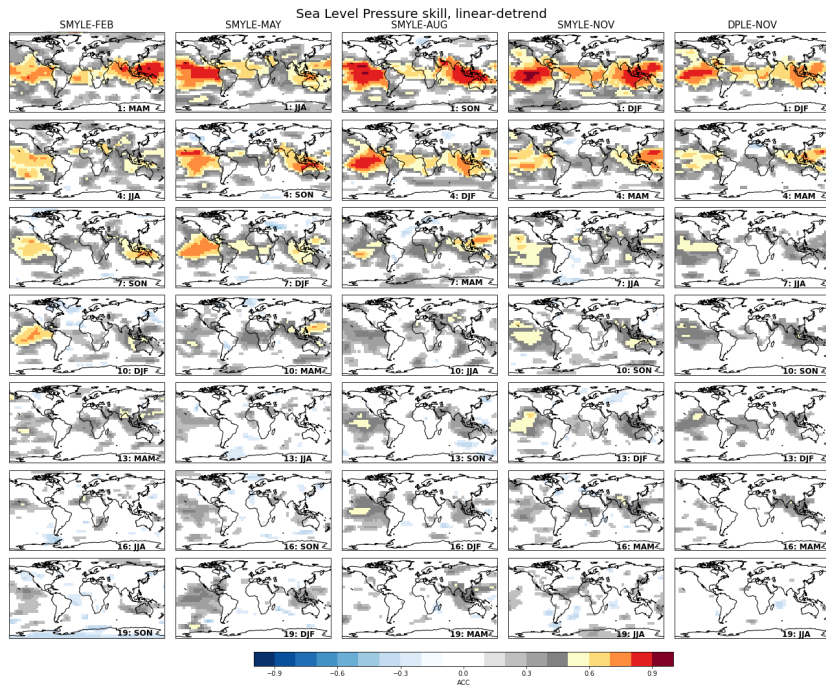 Sea Level Pressure skill, linear-detrend
SMYLE-FEB SMYLE-MAY SMYLE-AUG SMYLE-NOV DPLE-NOV
1: MAM 1: JJA 1: SON 1: DJF 1: DJF
4: JJA 4: SON 4: DJF 4: MAM 4: MAM
7: SON 7: DJF 7: MAM 7: JJA 7: JJA
10: DJF 10: MAM 10: JJA 10: SON 10: SON
13: MAM 13: JJA 13: SON 13: DJF 13: DJF
16: JJA 16: SON 16: DJF 16: MAM 16: MAM
19: SON 19: DJF 19: MAM 19: JJA 19: JJA
−0.9 −0.6 −0.3 0.0 0.3 0.6 0.9
ACC